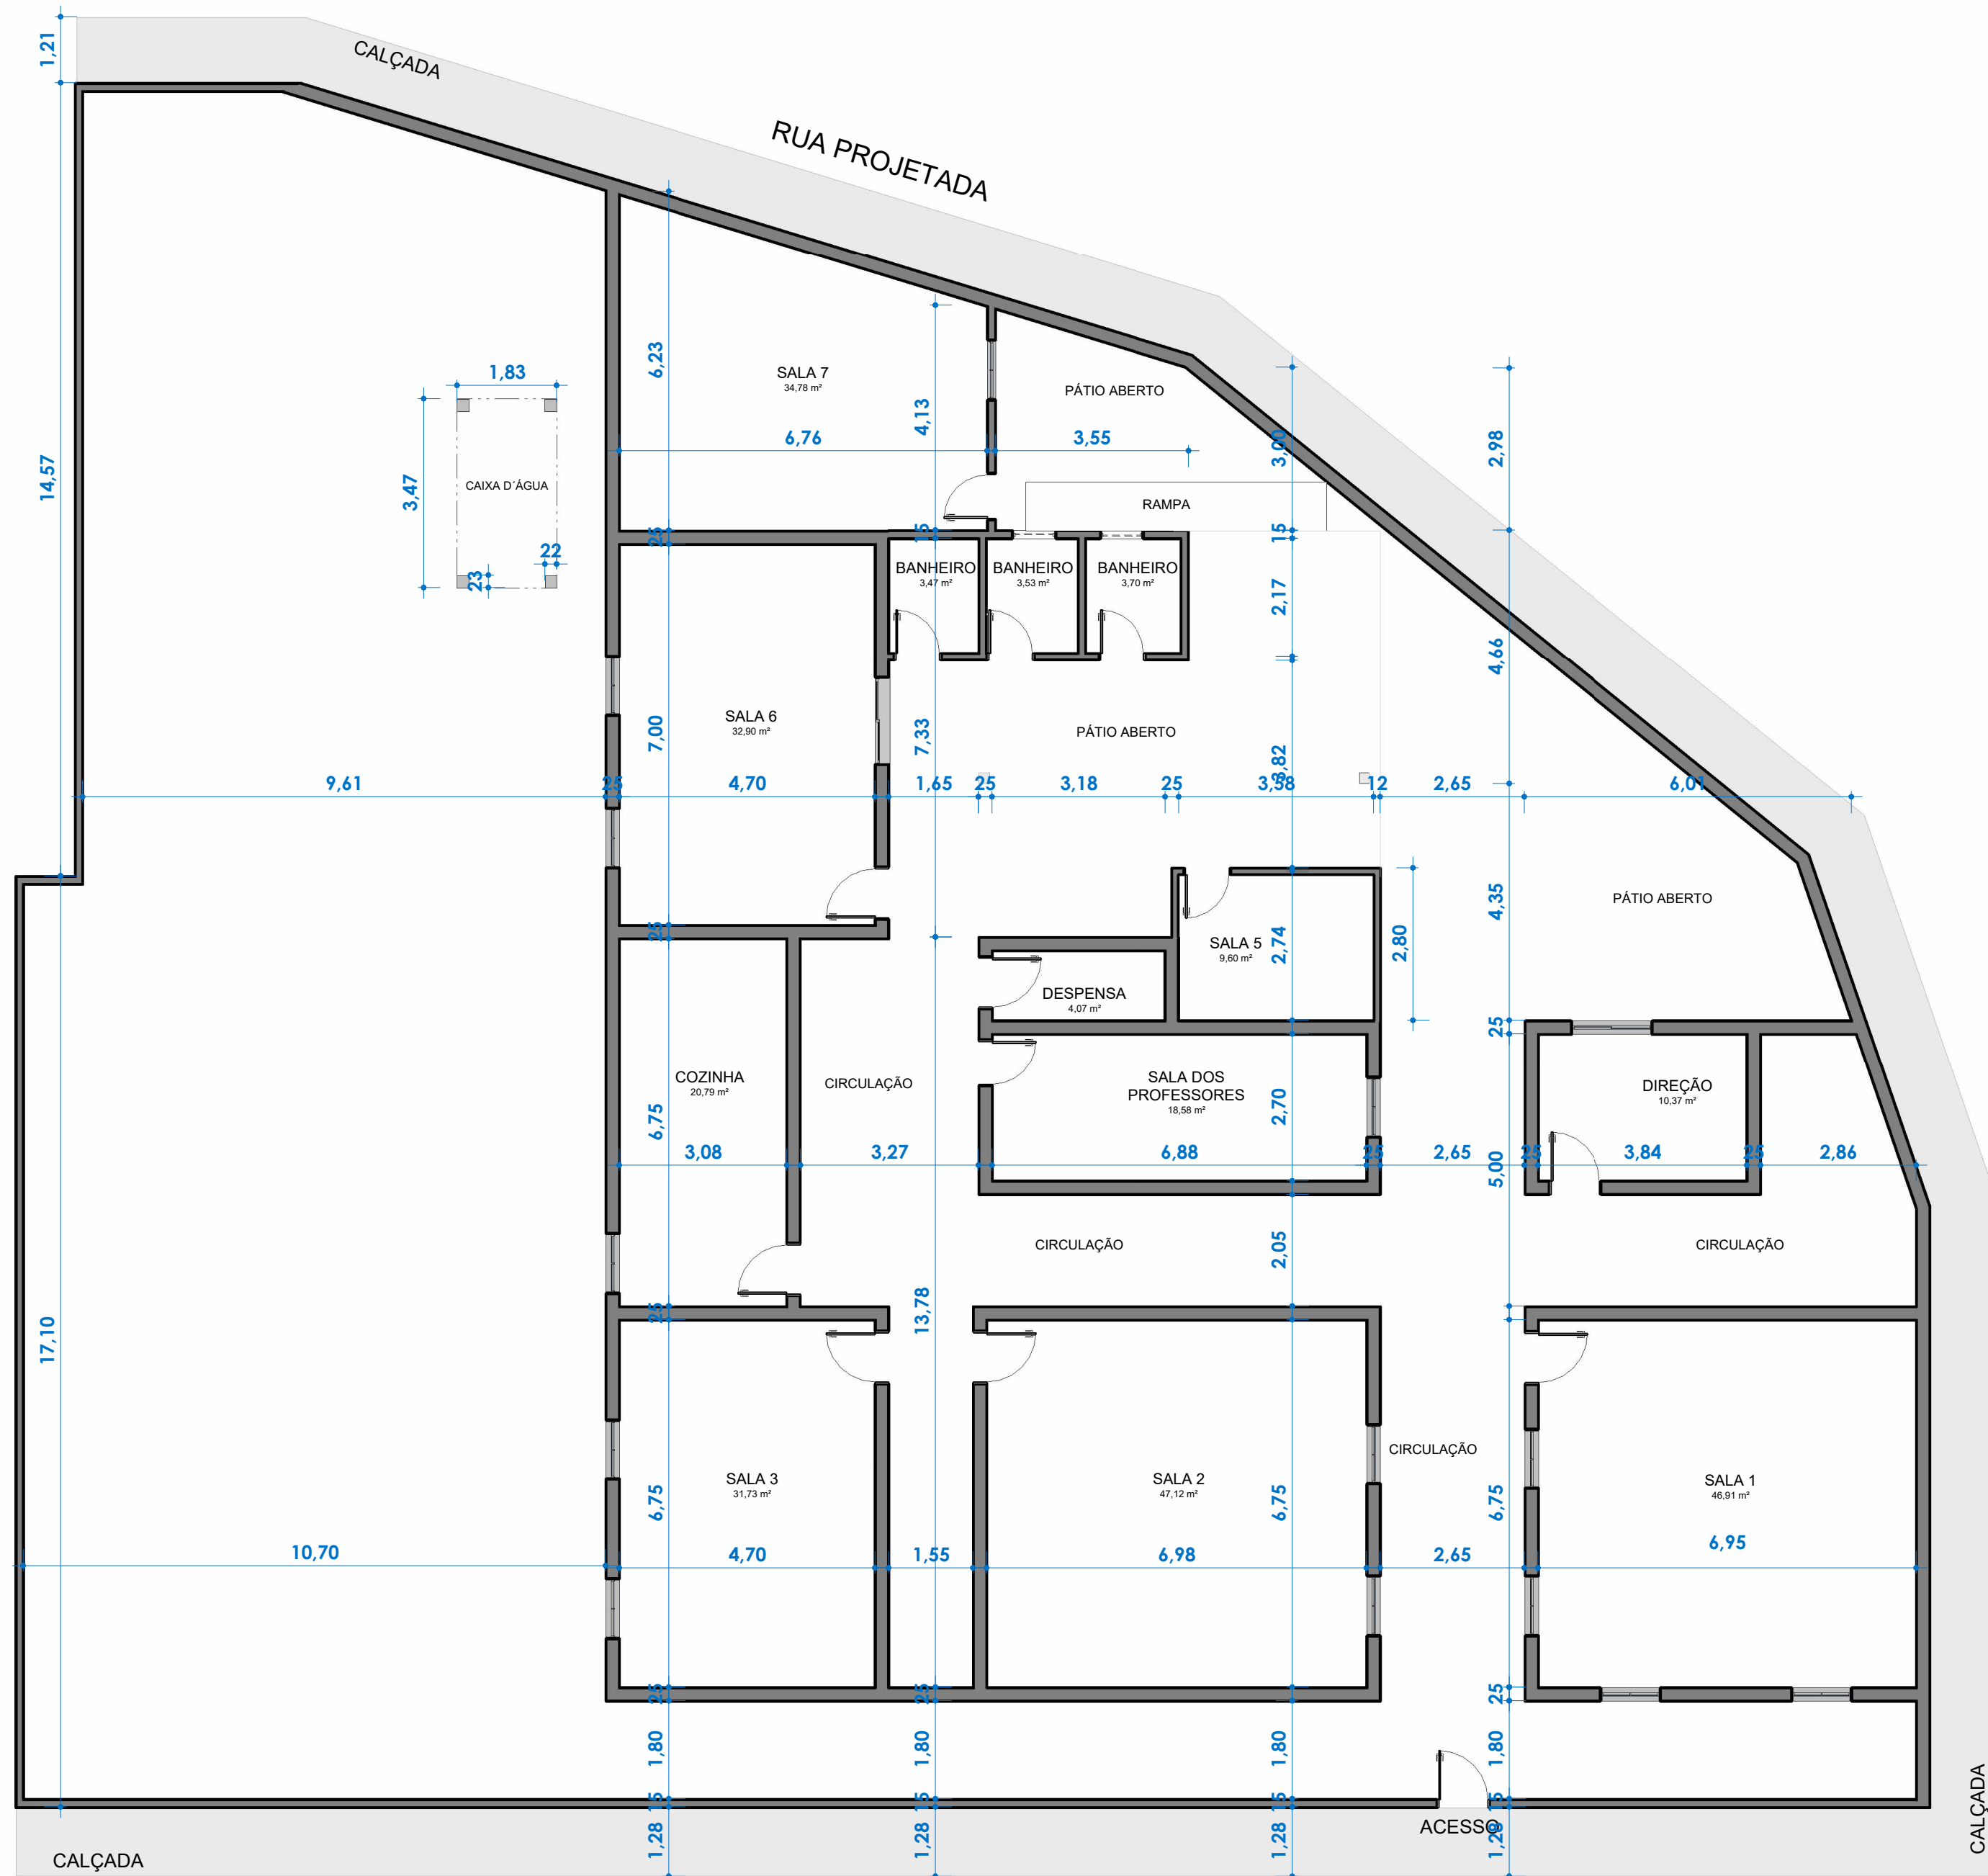 1,21
CALÇADA
RUA PROJETADA
14,57
1,83
3,47
CAIXA D´ÁGUA
22
23
6,23
SALA 7
34,78 m²
4,13
6,76
3,55
PÁTIO ABERTO
3,00
2,98
RAMPA
25
15
15
BANHEIRO
3,47 m²
BANHEIRO
3,53 m²
BANHEIRO
3,70 m²
2,17
4,66
SALA 6
32,90 m²
7,00
7,33
PÁTIO ABERTO
3,82
9,61
25
4,70
1,65
25
3,18
25
3,58
12
2,65
6,01
PÁTIO ABERTO
4,35
25
SALA 5
9,60 m²
2,74
2,80
DESPENSA
4,07 m²
25
COZINHA
20,79 m²
CIRCULAÇÃO
SALA DOS
PROFESSORES
18,58 m²
2,70
DIREÇÃO
10,37 m²
6,75
3,08
3,27
6,88
25
2,65
25
3,84
25
2,86
5,00
CIRCULAÇÃO
2,05
CIRCULAÇÃO
25
13,78
17,10
CIRCULAÇÃO
SALA 3
31,73 m²
SALA 2
47,12 m²
SALA 1
46,91 m²
6,75
6,75
6,75
10,70
4,70
1,55
6,98
2,65
6,95
25
25
25
1,80
1,80
1,80
1,80
15
15
15
15
ACESSO
1,28
1,28
1,28
1,28
CALÇADA
CALÇADA